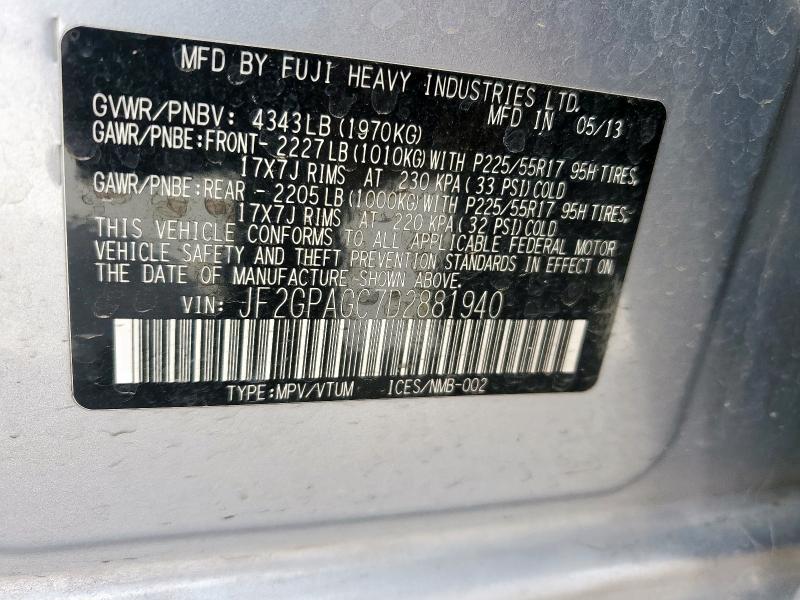 MFD BY FUJI HEAVY INDUSTRIES LTD.
GVWR/PNBV: 4343LB (1970KG) MFD IN 05/13
GAWR/PNBE:FRONT- 2227LB (1010KG) WITH P225/55R17 95H TIRES,
17X7J RIMS AT 230 KPA ( 33 PSI) COLD
GAWR/PNBE:REAR - 2205LB (1000KG) WITH P225/55R17 95H TIRES,
17X7J RIMS AT 220 KPA ( 32 PSI) COLD
THIS VEHICLE CONFORMS TO ALL APPLICABLE FEDERAL MOTOR
VEHICLE SAFETY AND THEFT PREVENTION STANDARDS IN EFFECT ON
THE DATE OF MANUFACTURE SHOWN ABOVE.
VIN: JF2GPAGC7D2881940
TYPE:MPV/VTUM ICES/NMB-002